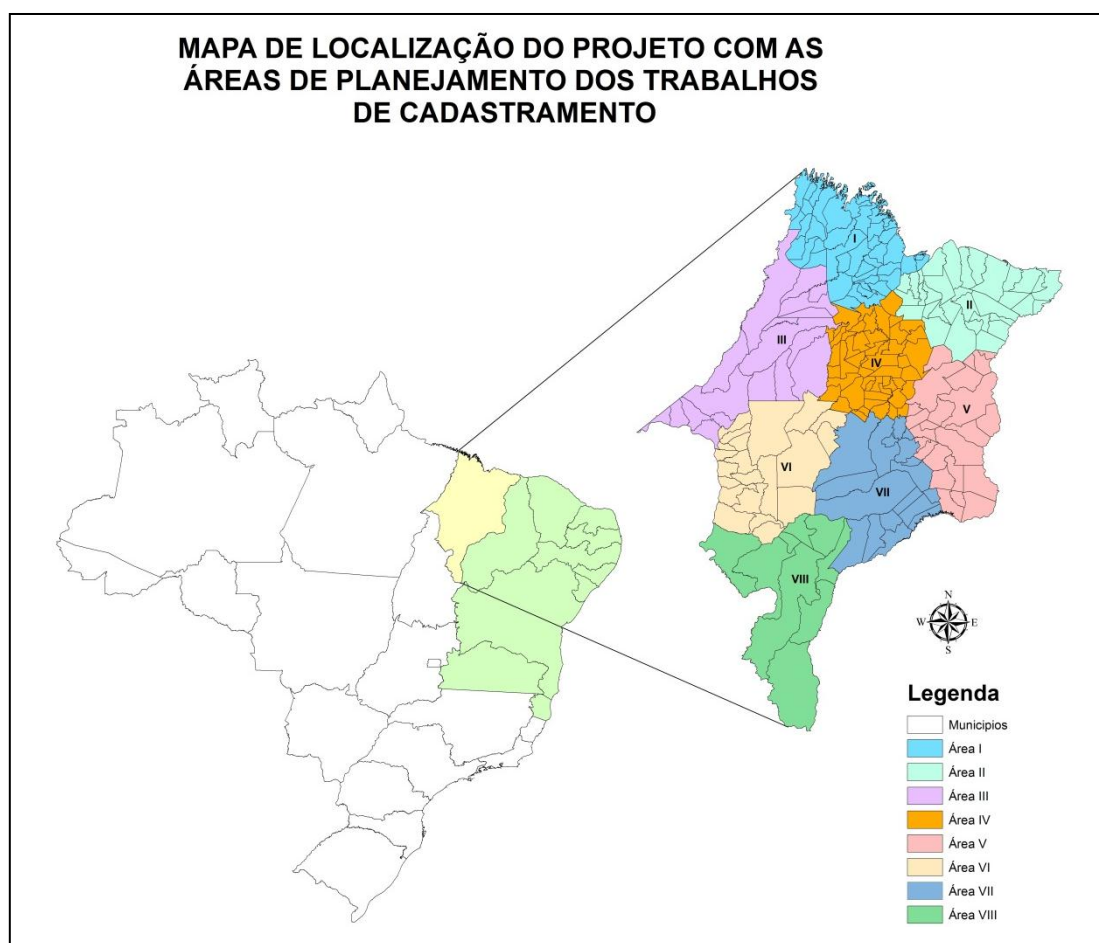 MAPA DE LOCALIZAÇÃO DO PROJETO COM AS
ÁREAS DE PLANEJAMENTO DOS TRABALHOS
DE CADASTRAMENTO
I
II
III
IV
V
VI
VII
VIII
N
W E
S
Legenda
Municipios
Área I
Área II
Área III
Área IV
Área V
Área VI
Área VII
Área VIII